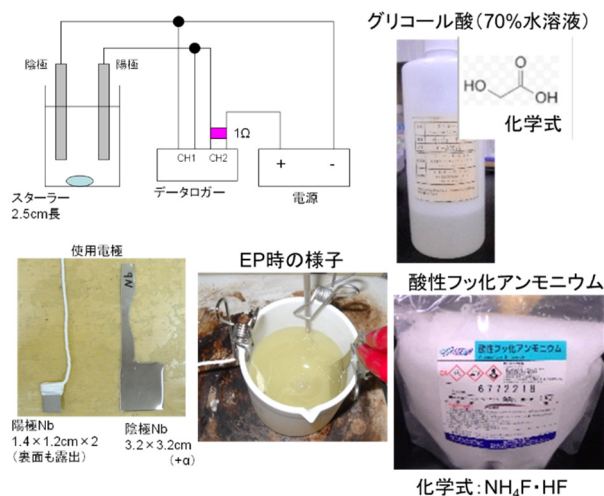 グリコール酸（70%水溶液）
陰極
陽極
1Ω
CH1
CH2
データロガー
+
-
電源
スターラー
2.5cm長
O
HO
OH
化学式
使用電極
Nb
陽極Nb
1.4×1.2cm×2
（裏面も露出）
陰極Nb
3.2×3.2cm
(+α)
EP時の様子
酸性フッ化アンモニウム
酸性フッ化アンモニウム
6772218
化学式：NH₄F・HF